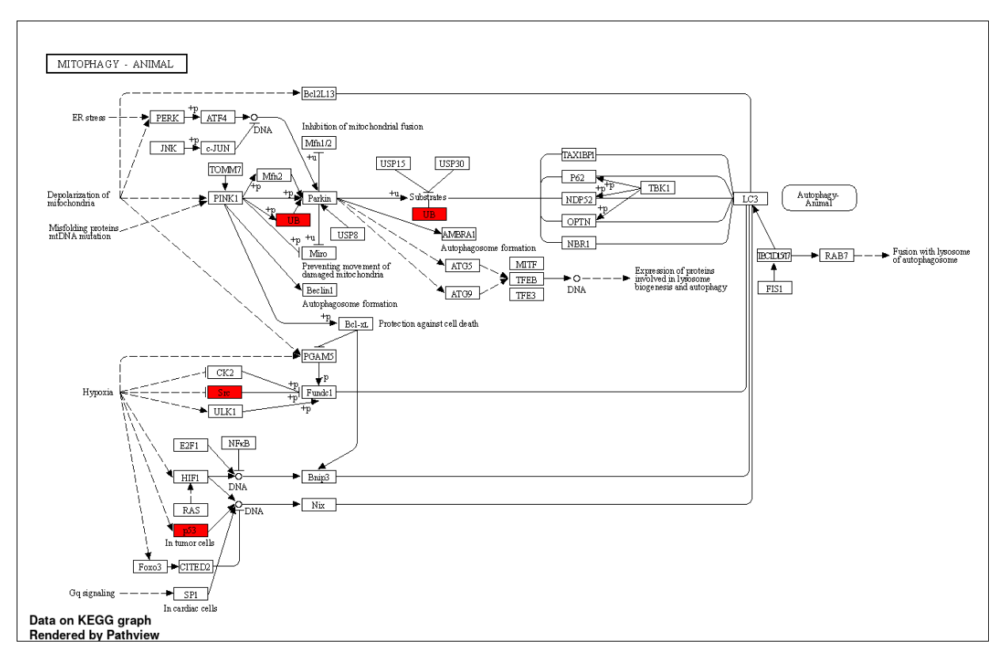 MITOPHAGY - ANIMAL
Bcl2L13
ER stress
PERK
+p
ATF4
DNA
JNK
+p
c-JUN
Inhibition of mitochondrial fusion
Mfn1/2
+u
TOMM7
Mfn2
+p
USP15
USP30
TAX1BP1
P62
+p
TBK1
Depolarization of
mitochondria
PINK1
+p
Parkin
+u
Substrates
NDP52
+p
LC3
Autophagy-
Animal
+p
UB
UB
+p
OPTN
Misfolding proteins
mtDNA mutation
+p
+u
USP8
AMBRA1
NBR1
Miro
Autophagosome formation
Preventing movement of
damaged mitochondria
ATG5
MITF
TFEB
DNA
Expression of proteins
involved in lysosome
biogenesis and autophagy
TBC1D15/17
RAB7
Fusion with lysosome
of autophagosome
Beclin1
ATG9
TFE3
FIS1
Autophagosome formation
+p
Bcl-xL
Protection against cell death
PGAM5
CK2
+p
-p
Hypoxia
Src
+p
Fundc1
ULK1
+p
E2F1
NFκB
HIF1
DNA
Bnip3
RAS
DNA
Nix
p53
In tumor cells
Foxo3
CITED2
Gq signaling
SP1
In cardiac cells
Data on KEGG graph
Rendered by Pathview